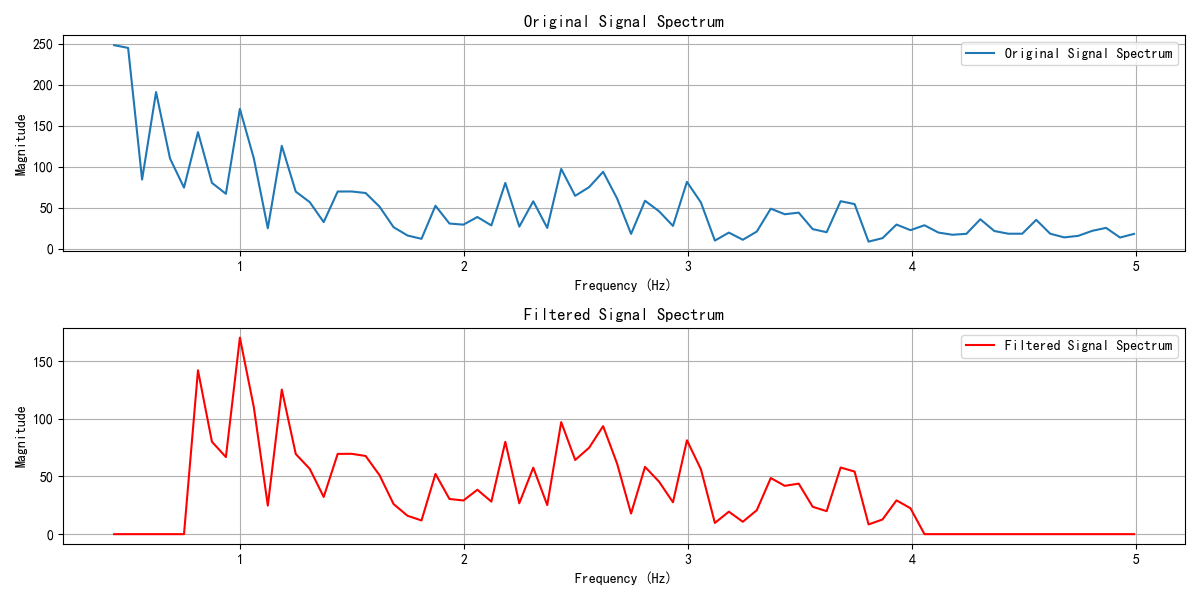 Original Signal Spectrum
Original Signal Spectrum
Magnitude
250
200
150
100
50
0
1
2
3
4
5
Frequency (Hz)
Filtered Signal Spectrum
Filtered Signal Spectrum
Magnitude
150
100
50
0
1
2
3
4
5
Frequency (Hz)